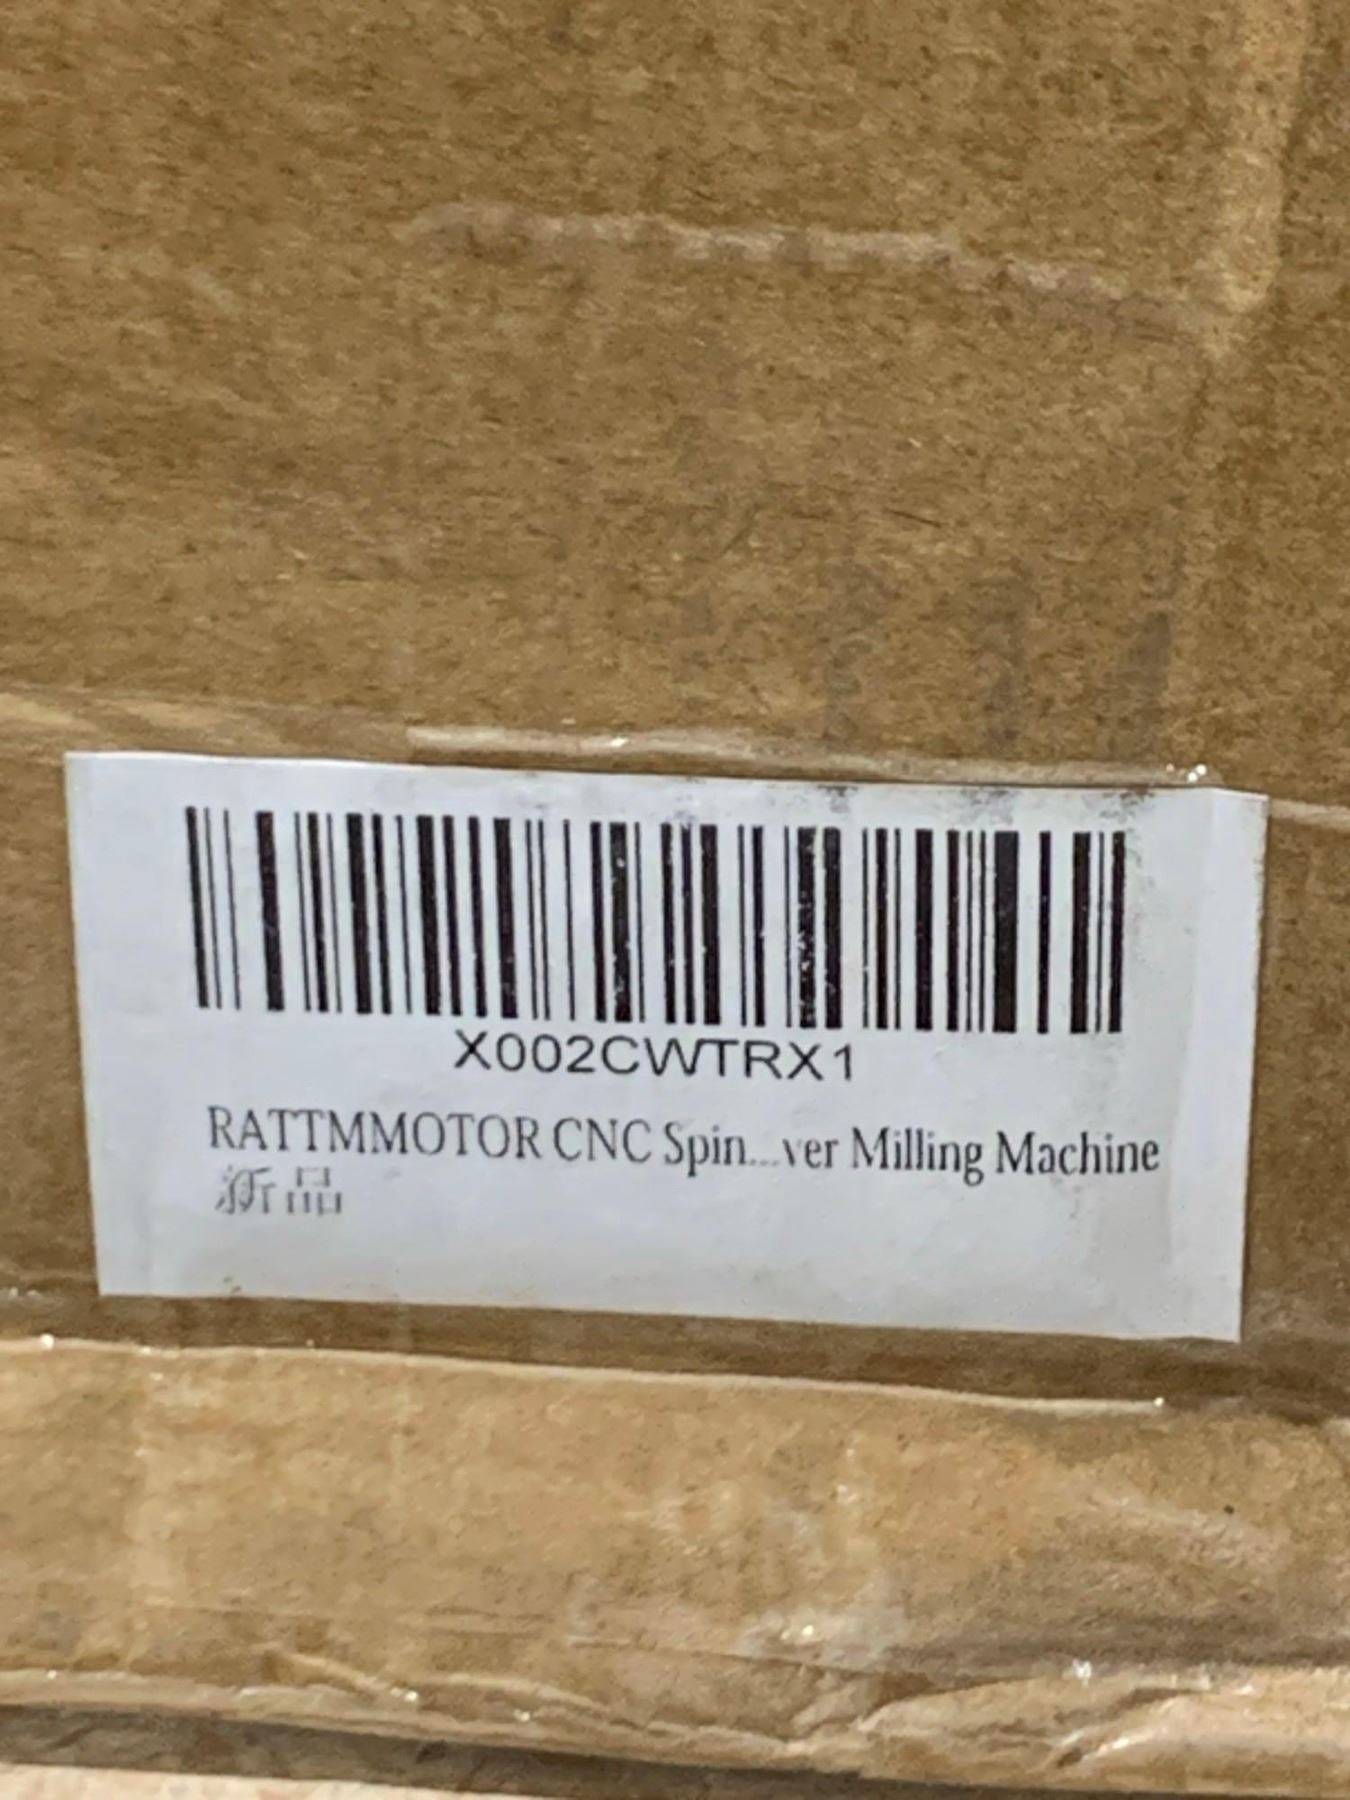 X002CWTRX1
RATTMMOTOR CNC Spin...ver Milling Machine
新品